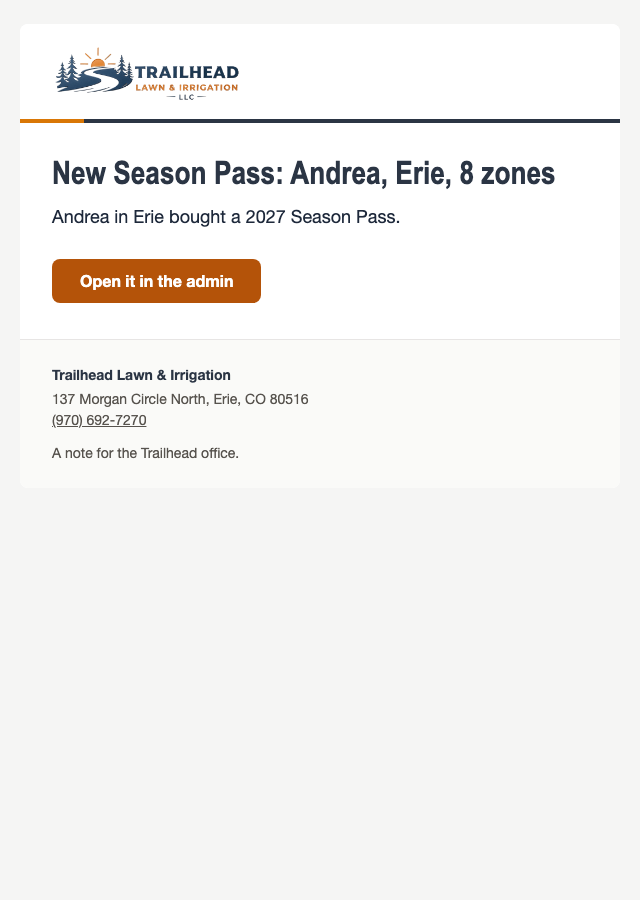 TRAILHEAD
LAWN & IRRIGATION
LLC
New Season Pass: Andrea, Erie, 8 zones
Andrea in Erie bought a 2027 Season Pass.
Open it in the admin
Trailhead Lawn & Irrigation
137 Morgan Circle North, Erie, CO 80516
(970) 692-7270
A note for the Trailhead office.